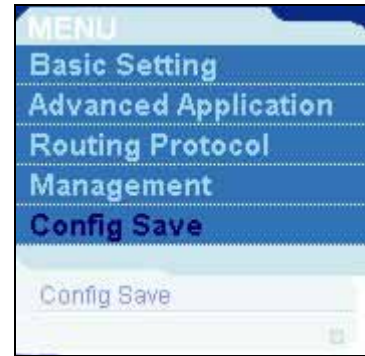 MENU
Basic Setting
Advanced Application
Routing Protocol
Management
Config Save
Config Save